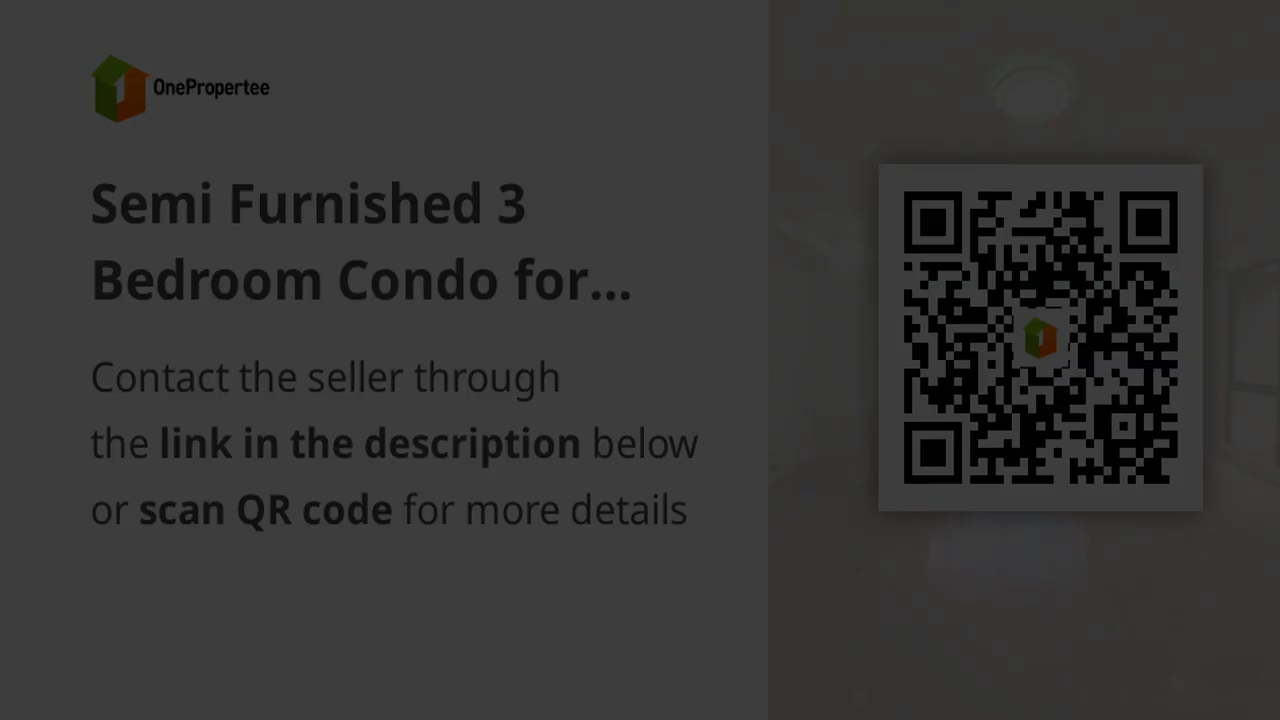 OnePropertee
Semi Furnished 3
Bedroom Condo for...
Contact the seller through
the link in the description below
or scan QR code for more details